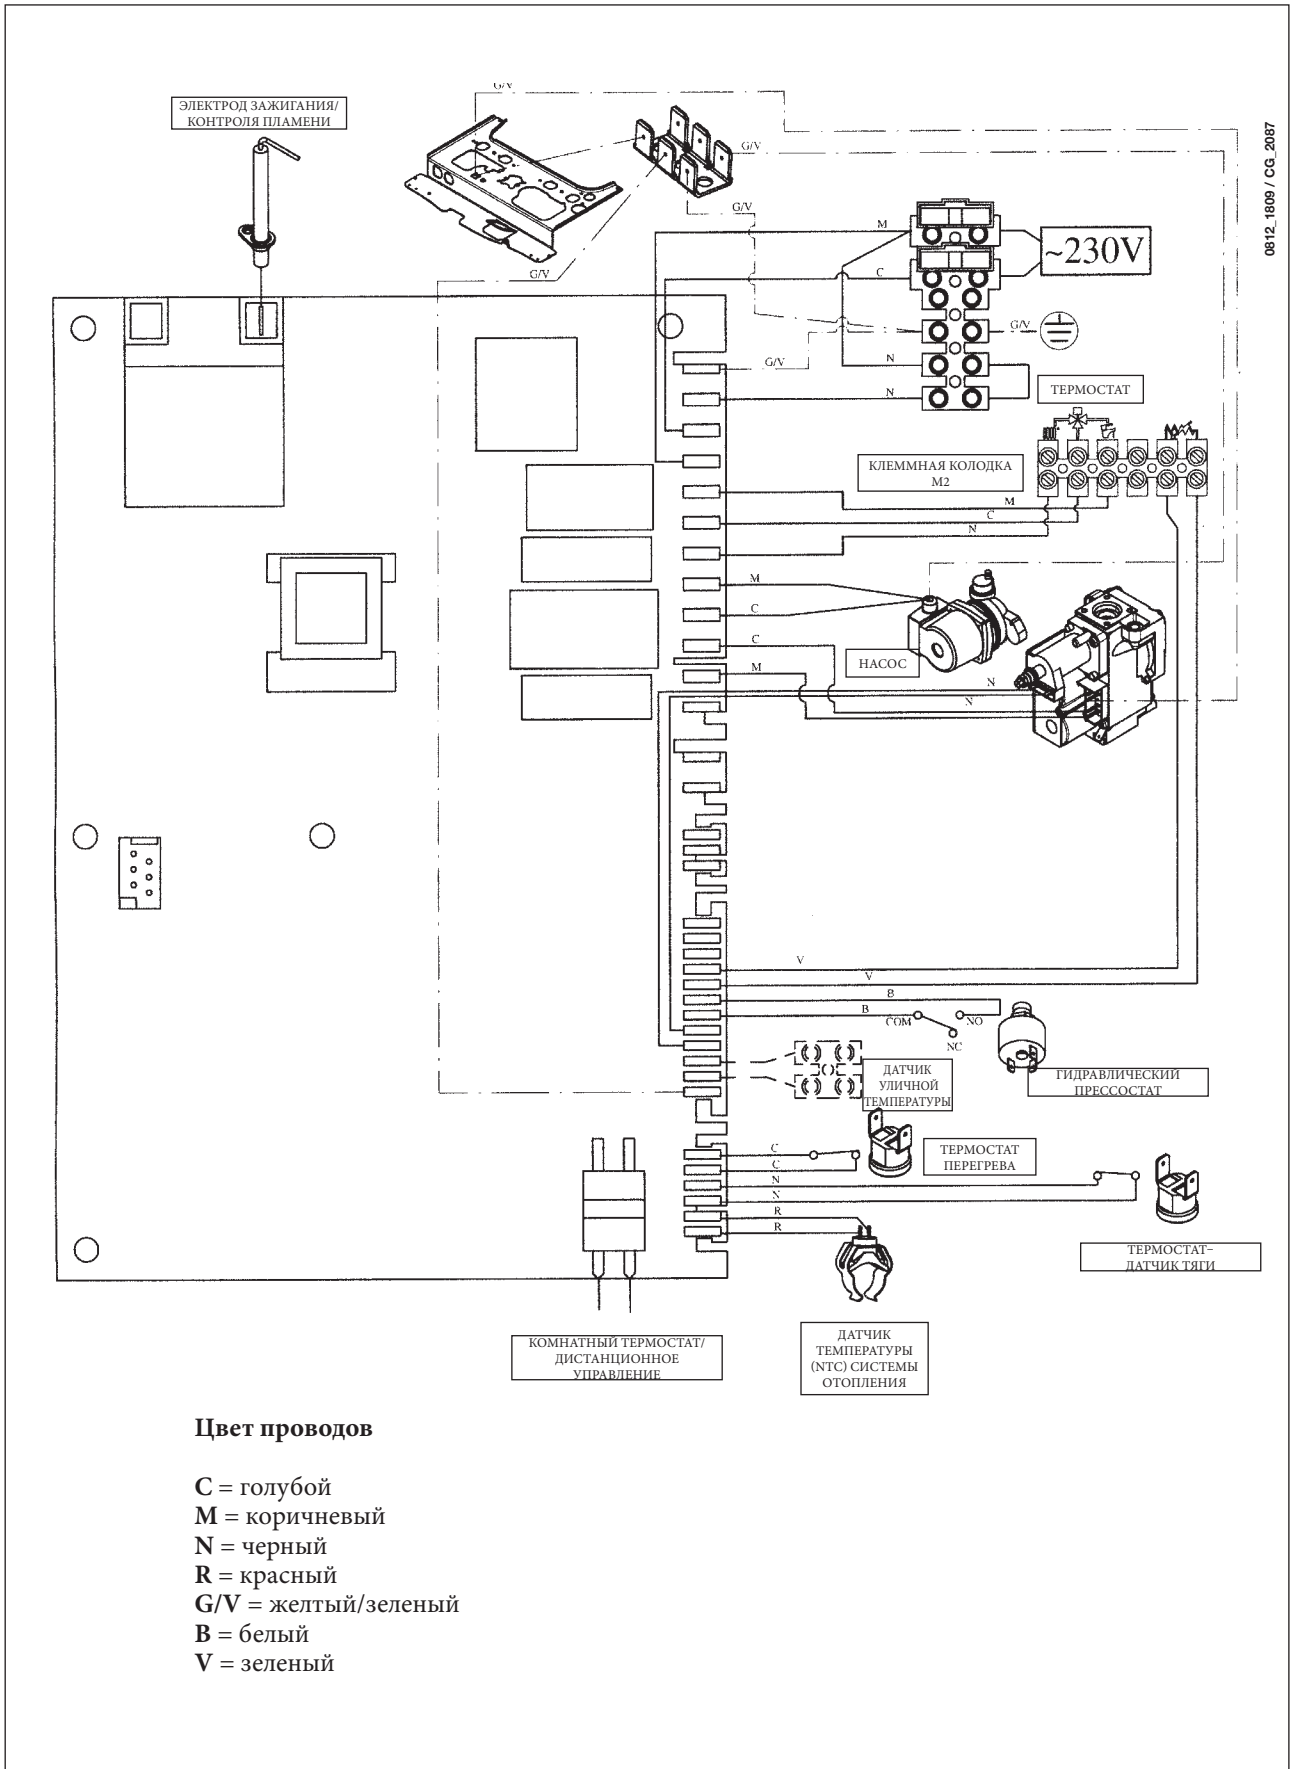 G/V
ЭЛЕКТРОД ЗАЖИГАНИЯ/
КОНТРОЛЯ ПЛАМЕНИ
0812_1809 / CG_2087
G/V
G/V
M
~230V
G/V
C
G/V
G/V
N
N
ТЕРМОСТАТ
КЛЕММНАЯ КОЛОДКА
М2
M
C
N
M
C
C
НАСОС
M
N
N
V
V
B
B
COM
NO
NC
ДАТЧИК
УЛИЧНОЙ
ТЕМПЕРАТУРЫ
ГИДРАВЛИЧЕСКИЙ
ПРЕССОСТАТ
C
C
ТЕРМОСТАТ
ПЕРЕГРЕВА
N
N
R
R
ТЕРМОСТАТ–
ДАТЧИК ТЯГИ
КОМНАТНЫЙ ТЕРМОСТАТ/
ДИСТАНЦИОННОЕ
УПРАВЛЕНИЕ
ДАТЧИК
ТЕМПЕРАТУРЫ
(NTC) СИСТЕМЫ
ОТОПЛЕНИЯ
Цвет проводов
C = голубой
M = коричневый
N = черный
R = красный
G/V = желтый/зеленый
B = белый
V = зеленый